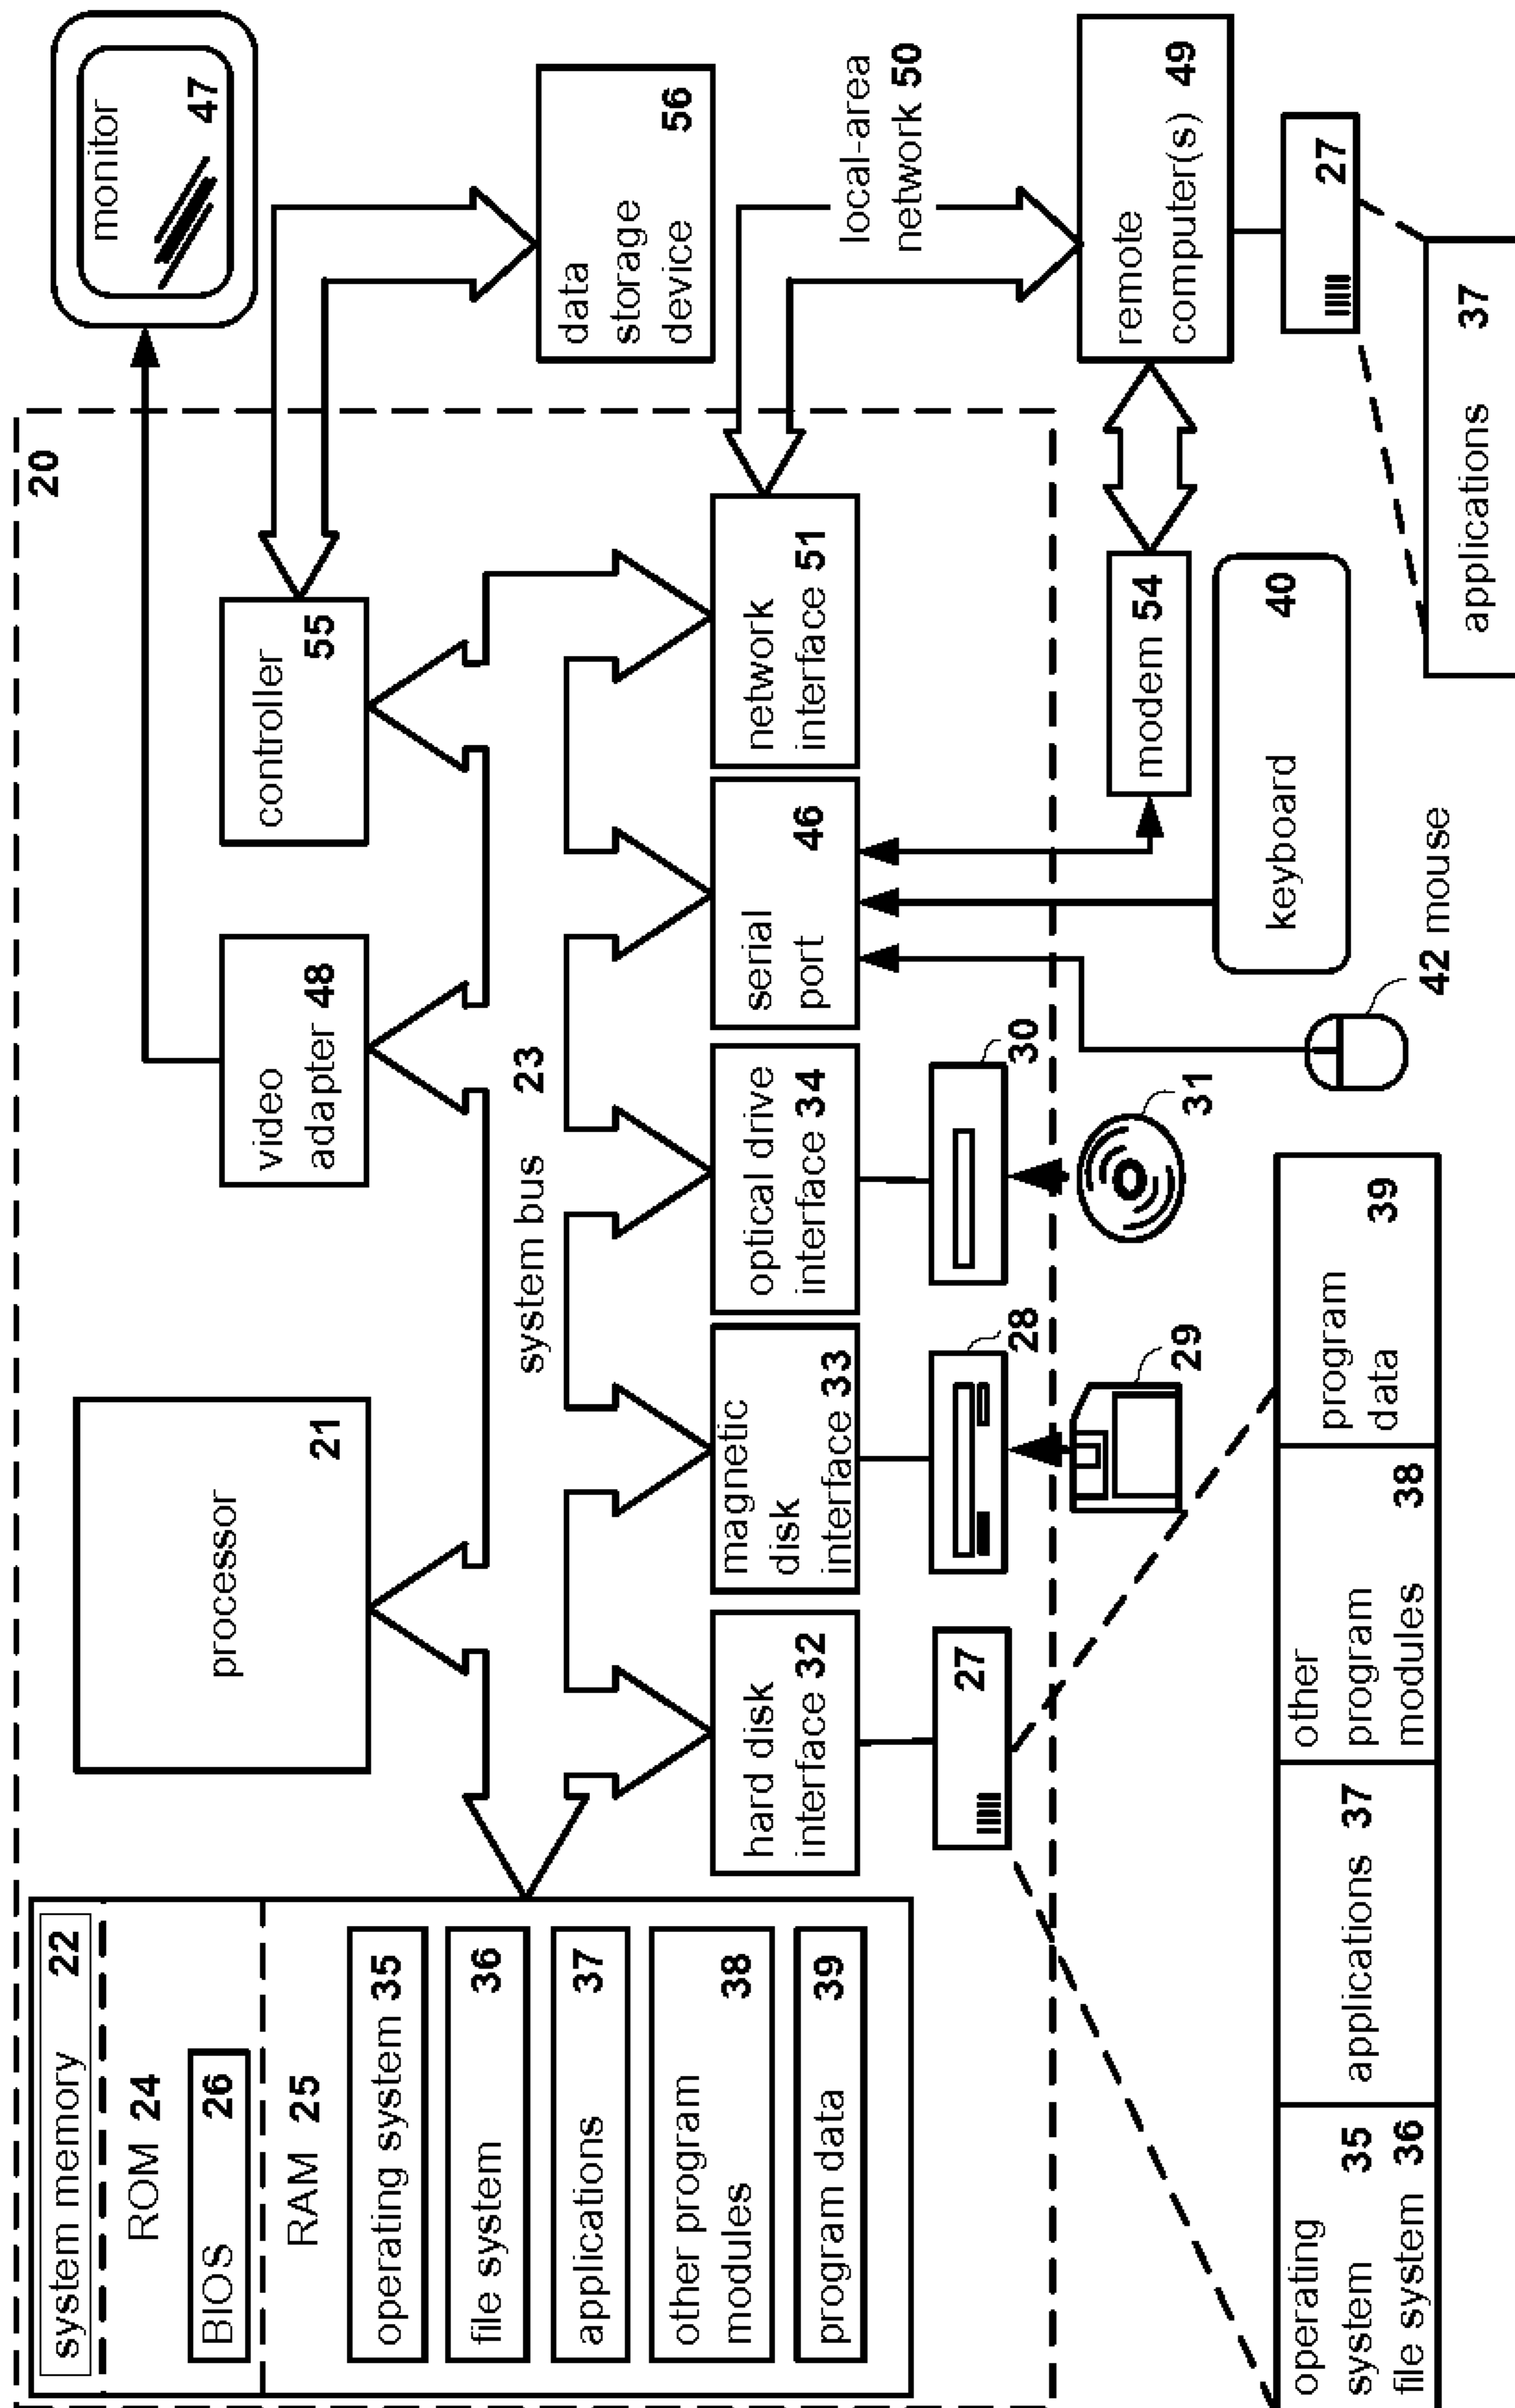 20
system memory 22
ROM 24
BIOS 26
RAM 25
operating system 35
file system 36
applications 37
other program
modules 38
program data 39
processor
21
video
adapter 48
controller
55
monitor
47
system bus 23
data
storage
device
56
hard disk
interface 32
magnetic
disk
interface 33
optical drive
interface 34
serial
port 46
network
interface 51
local-area
network 50
27
28
30
29
31
remote
computer(s) 49
modem 54
27
keyboard 40
42 mouse
operating
system 35
file system 36
applications 37
other
program
modules 38
program
data 39
applications 37